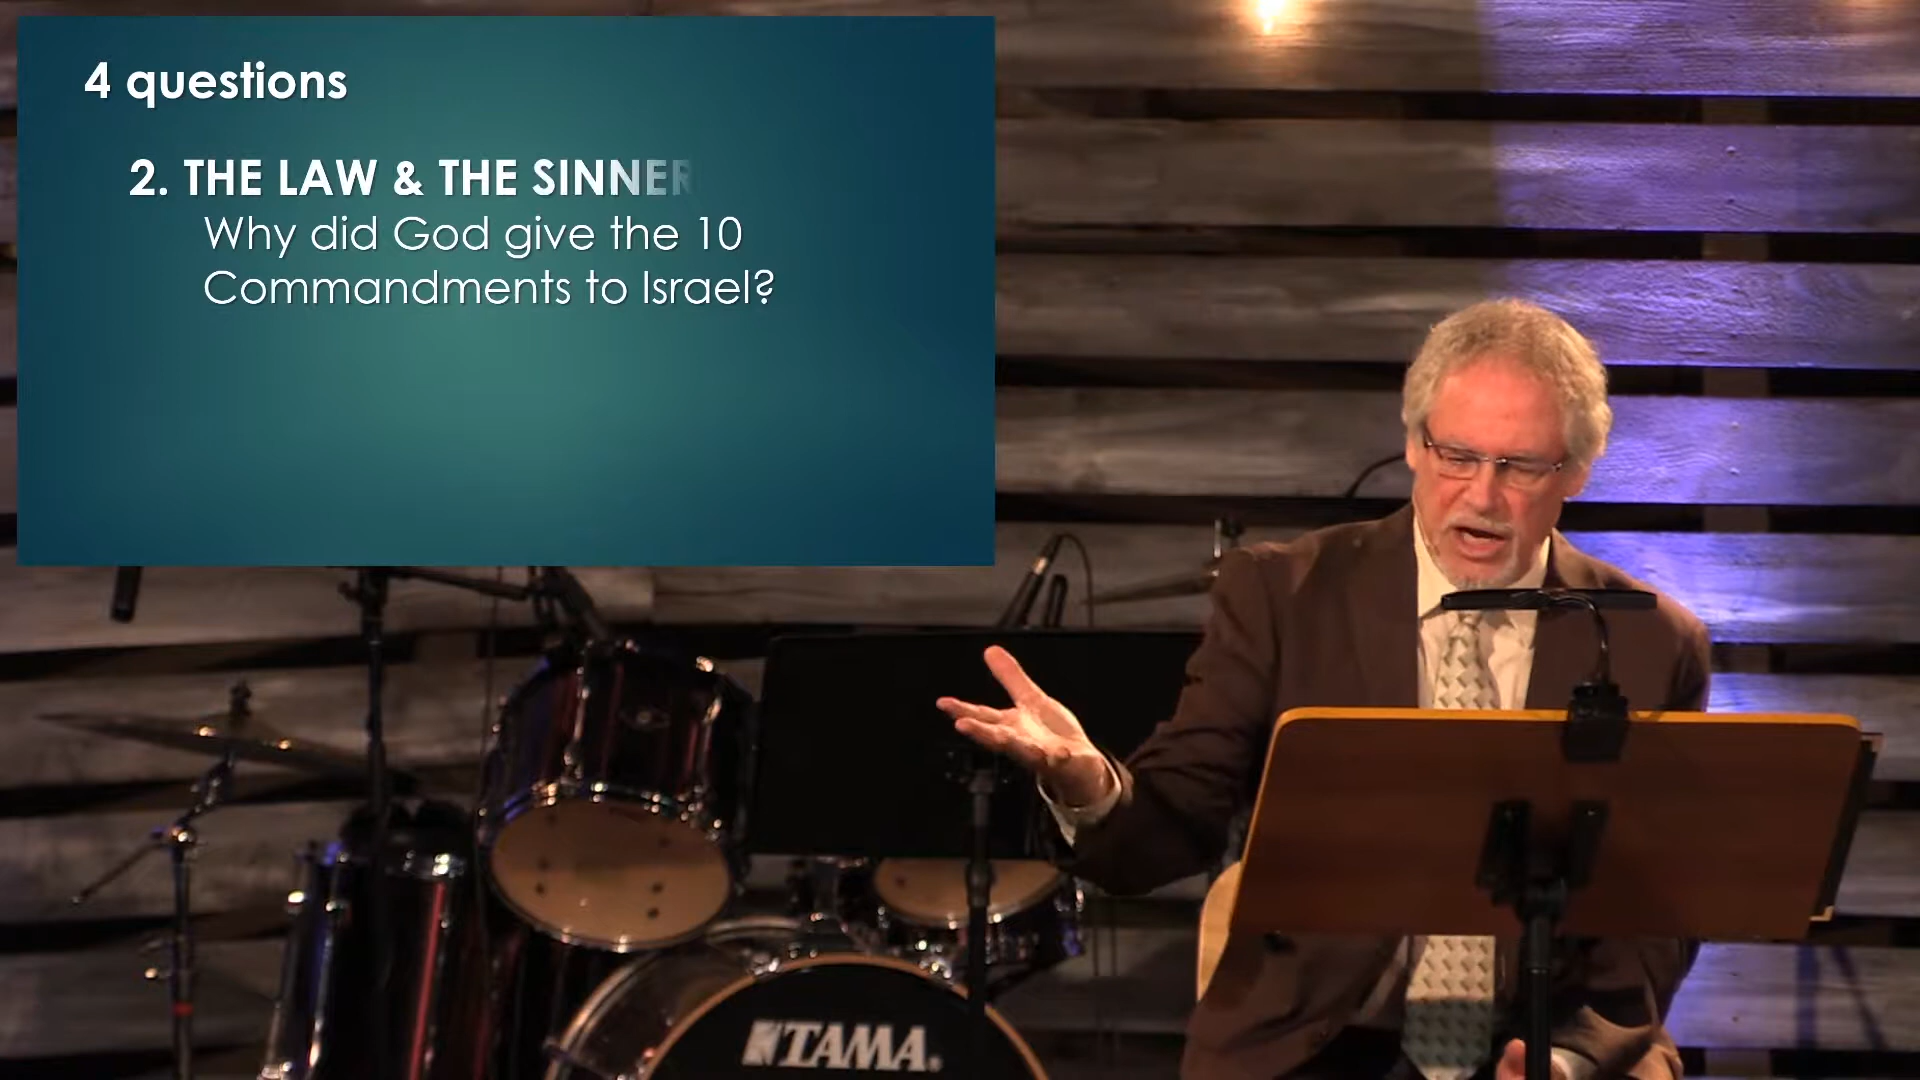 4 questions
2. THE LAW & THE SINNER
Why did God give the 10
Commandments to Israel?
TAMA